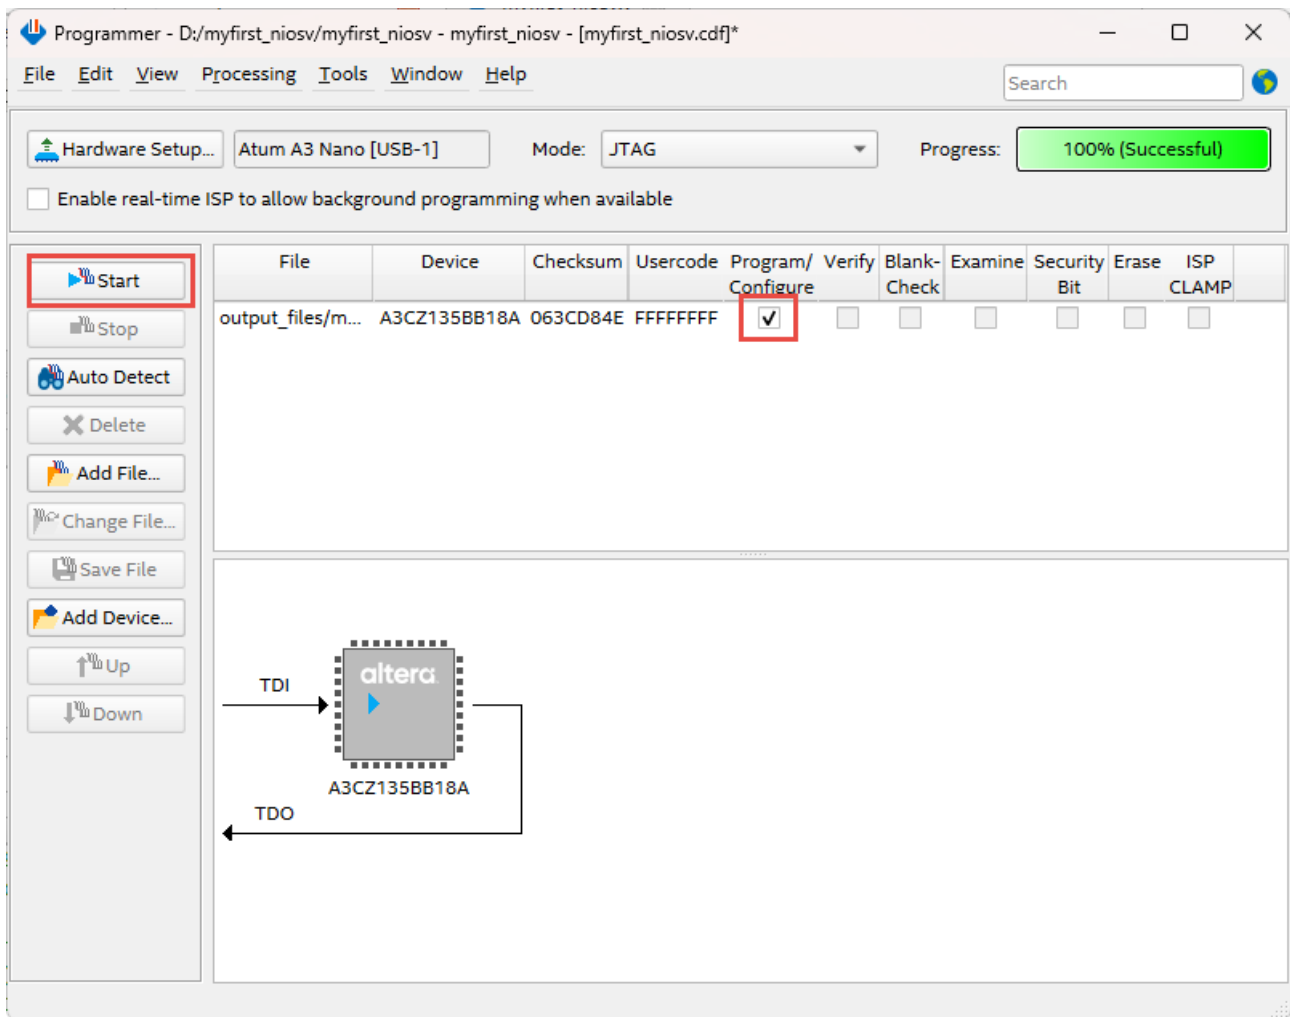 Programmer - D:/myfirst_niosv/myfirst_niosv - myfirst_niosv - [myfirst_niosv.cdf]*
File Edit View Processing Tools Window Help
Search
Hardware Setup... Atum A3 Nano [USB-1] Mode: JTAG Progress: 100% (Successful)
Enable real-time ISP to allow background programming when available
File Device Checksum Usercode Program/ Verify Blank- Examine Security Erase ISP
Configure Check Bit CLAMP
output_files/m... A3CZ135BB18A 063CD84E FFFFFFFF
Start
Stop
Auto Detect
Delete
Add File...
Change File...
Save File
Add Device...
Up
Down
altera
TDI
A3CZ135BB18A
TDO